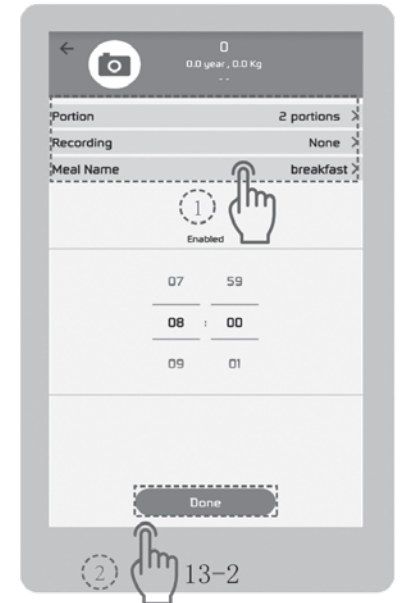 0
0.0 year , 0.0 Kg
- -
Portion 2 portions >
Recording None >
Meal Name breakfast >
1
Enabled
07 59
08 : 00
09 01
Done
2
13-2